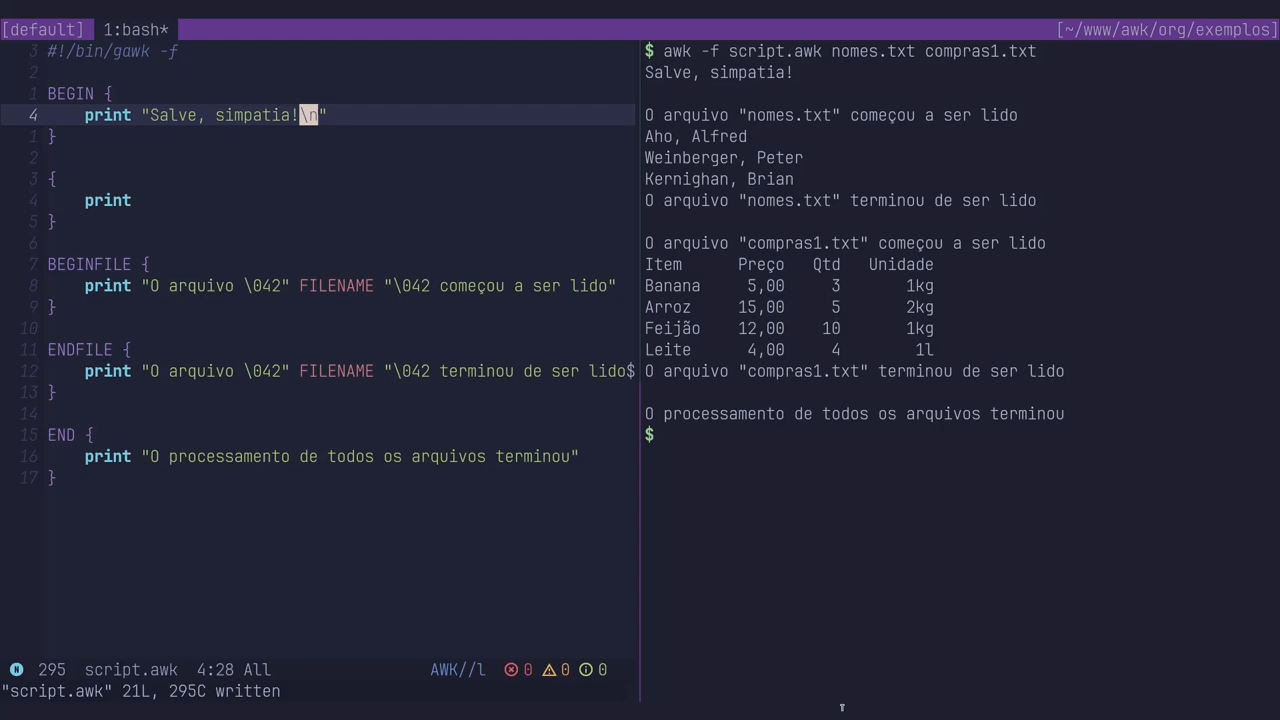 [default] 1:bash* [~/www/awk/org/exemplos]
3 #!/bin/gawk -f
2
1 BEGIN {
4     print "Salve, simpatia!\n"
1 }
2
3 {
4     print
5 }
6
7 BEGINFILE {
8     print "O arquivo \042" FILENAME "\042 começou a ser lido"
9 }
10
11 ENDFILE {
12     print "O arquivo \042" FILENAME "\042 terminou de ser lido$
13 }
14
15 END {
16     print "O processamento de todos os arquivos terminou"
17 }
N 295 script.awk 4:28 All AWK//l 0 0 0
"script.awk" 21L, 295C written
$ awk -f script.awk nomes.txt compras1.txt
Salve, simpatia!

O arquivo "nomes.txt" começou a ser lido
Aho, Alfred
Weinberger, Peter
Kernighan, Brian
O arquivo "nomes.txt" terminou de ser lido

O arquivo "compras1.txt" começou a ser lido
Item      Preço   Qtd   Unidade
Banana     5,00     3       1kg
Arroz     15,00     5       2kg
Feijão    12,00    10       1kg
Leite      4,00     4        1l
O arquivo "compras1.txt" terminou de ser lido

O processamento de todos os arquivos terminou
$